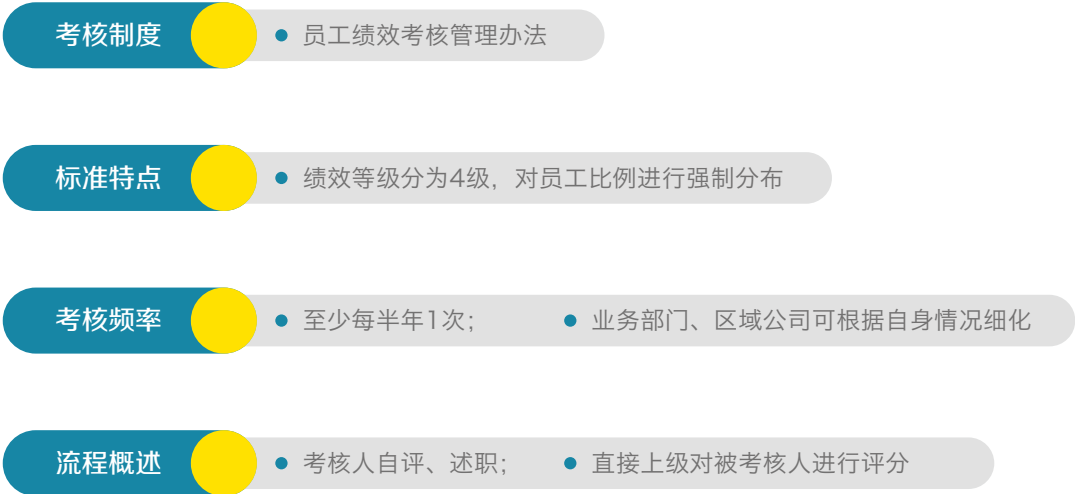 考核制度 ● 员工绩效考核管理办法
标准特点 ● 绩效等级分为4级，对员工比例进行强制分布
考核频率 ● 至少每半年1次； ● 业务部门、区域公司可根据自身情况细化
流程概述 ● 考核人自评、述职； ● 直接上级对被考核人进行评分